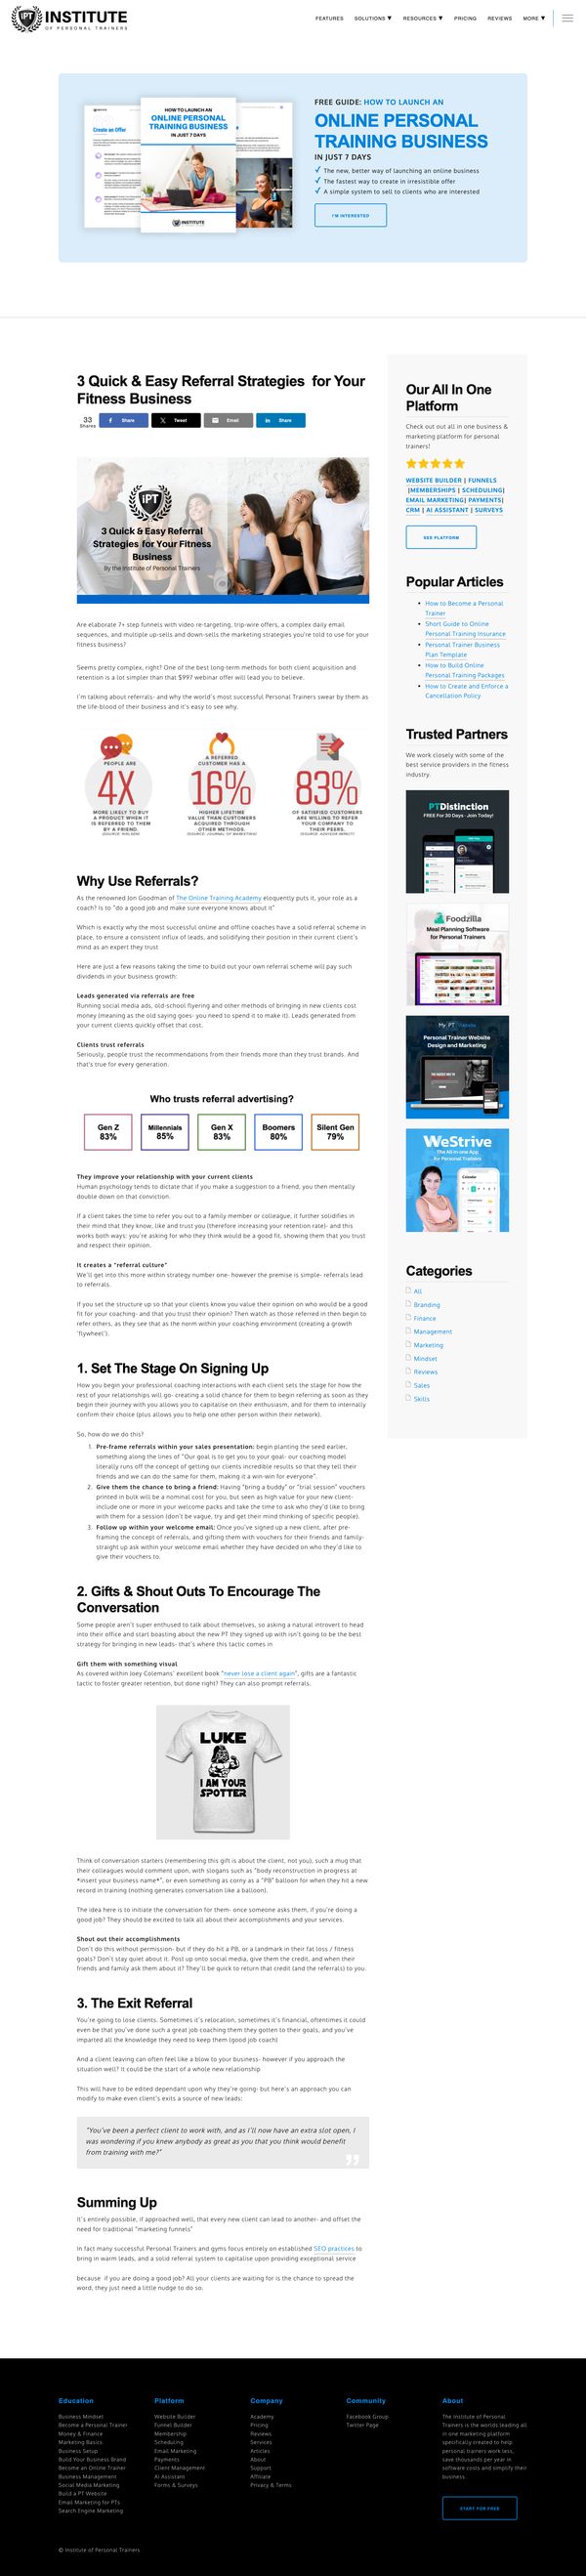 IPT INSTITUTE
OF PERSONAL TRAINERS
FEATURES SOLUTIONS ▼ RESOURCES ▼ PRICING REVIEWS MORE ▼
Create an Offer
HOW TO LAUNCH AN
ONLINE PERSONAL
TRAINING BUSINESS
IN JUST 7 DAYS
INSTITUTE
FREE GUIDE: HOW TO LAUNCH AN
ONLINE PERSONAL
TRAINING BUSINESS
IN JUST 7 DAYS
✓ The new, better way of launching an online business
✓ The fastest way to create in irresistible offer
✓ A simple system to sell to clients who are interested
I'M INTERESTED
3 Quick & Easy Referral Strategies for Your
Fitness Business
33
Shares
Share
Tweet
Email
Share
IPT
3 Quick & Easy Referral
Strategies for Your Fitness
Business
By the Institute of Personal Trainers
Are elaborate 7+ step funnels with video re-targeting, trip-wire offers, a complex daily email
sequences, and multiple up-sells and down-sells the marketing strategies you're told to use for your
fitness business?
Seems pretty complex, right? One of the best long-term methods for both client acquisition and
retention is a lot simpler than that $997 webinar offer will lead you to believe.
I'm talking about referrals- and why the world's most successful Personal Trainers swear by them as
the life-blood of their business and it's easy to see why.
PEOPLE ARE
4X
MORE LIKELY TO BUY
A PRODUCT WHEN IT
IS REFERRED TO THEM
BY A FRIEND.
(SOURCE: NIELSEN)
A REFERRED
CUSTOMER HAS A
16%
HIGHER LIFETIME
VALUE THAN CUSTOMERS
ACQUIRED THROUGH
OTHER METHODS.
(SOURCE: JOURNAL OF MARKETING)
83%
OF SATISFIED CUSTOMERS
ARE WILLING TO REFER
YOUR COMPANY TO
THEIR PEERS.
(SOURCE: ADVISOR IMPACT)
Why Use Referrals?
As the renowned Jon Goodman of The Online Training Academy eloquently puts it, your role as a
coach? Is to "do a good job and make sure everyone knows about it"
Which is exactly why the most successful online and offline coaches have a solid referral scheme in
place, to ensure a consistent influx of leads, and solidifying their position in their current client's
mind as an expert they trust
Here are just a few reasons taking the time to build out your own referral scheme will pay such
dividends in your business growth:
Leads generated via referrals are free
Running social media ads, old-school flyering and other methods of bringing in new clients cost
money (meaning as the old saying goes- you need to spend it to make it). Leads generated from
your current clients quickly offset that cost.
Clients trust referrals
Seriously, people trust the recommendations from their friends more than they trust brands. And
that's true for every generation.
Who trusts referral advertising?
Gen Z
83%
Millennials
85%
Gen X
83%
Boomers
80%
Silent Gen
79%
They improve your relationship with your current clients
Human psychology tends to dictate that if you make a suggestion to a friend, you then mentally
double down on that conviction.
If a client takes the time to refer you out to a family member or colleague, it further solidifies in
their mind that they know, like and trust you (therefore increasing your retention rate)- and this
works both ways: you're asking for who they think would be a good fit, showing them that you trust
and respect their opinion.
It creates a "referral culture"
We'll get into this more within strategy number one- however the premise is simple- referrals lead
to referrals.
If you set the structure up so that your clients know you value their opinion on who would be a good
fit for your coaching- and that you trust their opinion? Then watch as those referred in then begin to
refer others, as they see that as the norm within your coaching environment (creating a growth
'flywheel').
1. Set The Stage On Signing Up
How you begin your professional coaching interactions with each client sets the stage for how the
rest of your relationships will go- creating a solid chance for them to begin referring as soon as they
begin their journey with you allows you to capitalise on their enthusiasm, and for them to internally
confirm their choice (plus allows you to help one other person within their network).
So, how do we do this?
1. Pre-frame referrals within your sales presentation: begin planting the seed earlier,
something along the lines of "Our goal is to get you to your goal- our coaching model
literally runs off the concept of getting our clients incredible results so that they tell their
friends and we can do the same for them, making it a win-win for everyone".
2. Give them the chance to bring a friend: Having "bring a buddy" or "trial session" vouchers
printed in bulk will be a nominal cost for you, but seen as high value for your new client-
include one or more in your welcome packs and take the time to ask who they'd like to bring
with them for a session (don't be vague, try and get their mind thinking of specific people).
3. Follow up within your welcome email: Once you've signed up a new client, after pre-
framing the concept of referrals, and gifting them with vouchers for their friends and family-
straight up ask within your welcome email whether they have decided on who they'd like to
give their vouchers to.
2. Gifts & Shout Outs To Encourage The
Conversation
Some people aren't super enthused to talk about themselves, so asking a natural introvert to head
into their office and start boasting about the new PT they signed up with isn't going to be the best
strategy for bringing in new leads- that's where this tactic comes in
Gift them with something visual
As covered within Joey Colemans' excellent book "never lose a client again", gifts are a fantastic
tactic to foster greater retention, but done right? They can also prompt referrals.
LUKE
I AM YOUR
SPOTTER
Think of conversation starters (remembering this gift is about the client, not you), such a mug that
their colleagues would comment upon, with slogans such as "body reconstruction in progress at
*insert your business name*", or even something as corny as a "PB" balloon for when they hit a new
record in training (nothing generates conversation like a balloon).
The idea here is to initiate the conversation for them- once someone asks them, if you're doing a
good job? They should be excited to talk all about their accomplishments and your services.
Shout out their accomplishments
Don't do this without permission- but if they do hit a PB, or a landmark in their fat loss / fitness
goals? Don't stay quiet about it. Post up onto social media, give them the credit, and when their
friends and family ask them about it? They'll be quick to return that credit (and the referrals) to you.
3. The Exit Referral
You're going to lose clients. Sometimes it's relocation, sometimes it's financial, oftentimes it could
even be that you've done such a great job coaching them they gotten to their goals, and you've
imparted all the knowledge they need to keep them (good job coach)
And a client leaving can often feel like a blow to your business- however if you approach the
situation well? It could be the start of a whole new relationship
This will have to be edited dependant upon why they're going- but here's an approach you can
modify to make even client's exits a source of new leads:
"You've been a perfect client to work with, and as I'll now have an extra slot open, I
was wondering if you knew anybody as great as you that you think would benefit
from training with me?"
Summing Up
It's entirely possible, if approached well, that every new client can lead to another- and offset the
need for traditional "marketing funnels"
In fact many successful Personal Trainers and gyms focus entirely on established SEO practices to
bring in warm leads, and a solid referral system to capitalise upon providing exceptional service
because if you are doing a good job? All your clients are waiting for is the chance to spread the
word, they just need a little nudge to do so.
Our All In One
Platform
Check out out all in one business &
marketing platform for personal
trainers!
WEBSITE BUILDER | FUNNELS
|MEMBERSHIPS | SCHEDULING|
EMAIL MARKETING| PAYMENTS|
CRM | AI ASSISTANT | SURVEYS
SEE PLATFORM
Popular Articles
How to Become a Personal
Trainer
Short Guide to Online
Personal Training Insurance
Personal Trainer Business
Plan Template
How to Build Online
Personal Training Packages
How to Create and Enforce a
Cancellation Policy
Trusted Partners
We work closely with some of the
best service providers in the fitness
industry.
PTDistinction
FREE For 30 Days - Join Today!
Foodzilla
Meal Planning Software
for Personal Trainers
My PT
Personal Trainer Website
Design and Marketing
WeStrive
The All-in-one App
for Personal Trainers
Calendar
Categories
All
Branding
Finance
Management
Marketing
Mindset
Reviews
Sales
Skills
Education
Business Mindset
Become a Personal Trainer
Money & Finance
Marketing Basics
Business Setup
Build Your Business Brand
Become an Online Trainer
Business Management
Social Media Marketing
Build a PT Website
Email Marketing for PTs
Search Engine Marketing
Platform
Website Builder
Funnel Builder
Membership
Scheduling
Email Marketing
Payments
Client Management
AI Assistant
Forms & Surveys
Company
Academy
Pricing
Reviews
Services
Articles
About
Support
Affiliate
Privacy & Terms
Community
Facebook Group
Twitter Page
About
The Institute of Personal
Trainers is the worlds leading all
in one marketing platform
specifically created to help
personal trainers work less,
save thousands per year in
software costs and simplify their
business.
START FOR FREE
© Institute of Personal Trainers